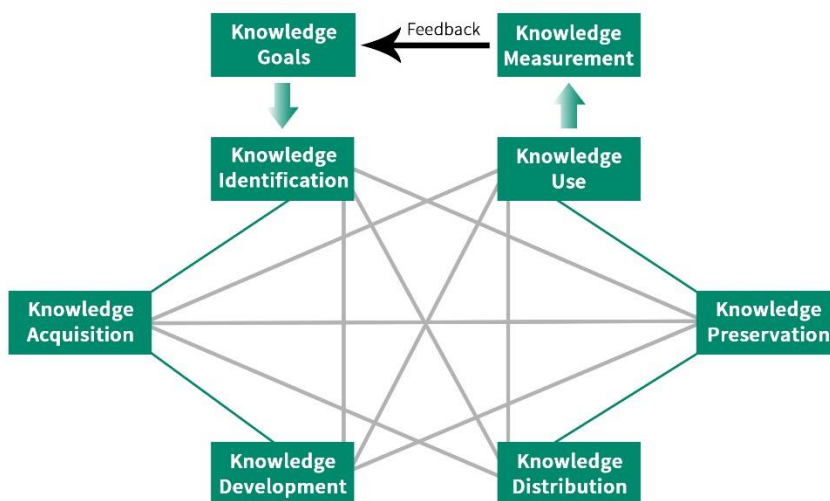 Knowledge
Goals
Feedback
Knowledge
Measurement
Knowledge
Identification
Knowledge
Use
Knowledge
Acquisition
Knowledge
Preservation
Knowledge
Development
Knowledge
Distribution